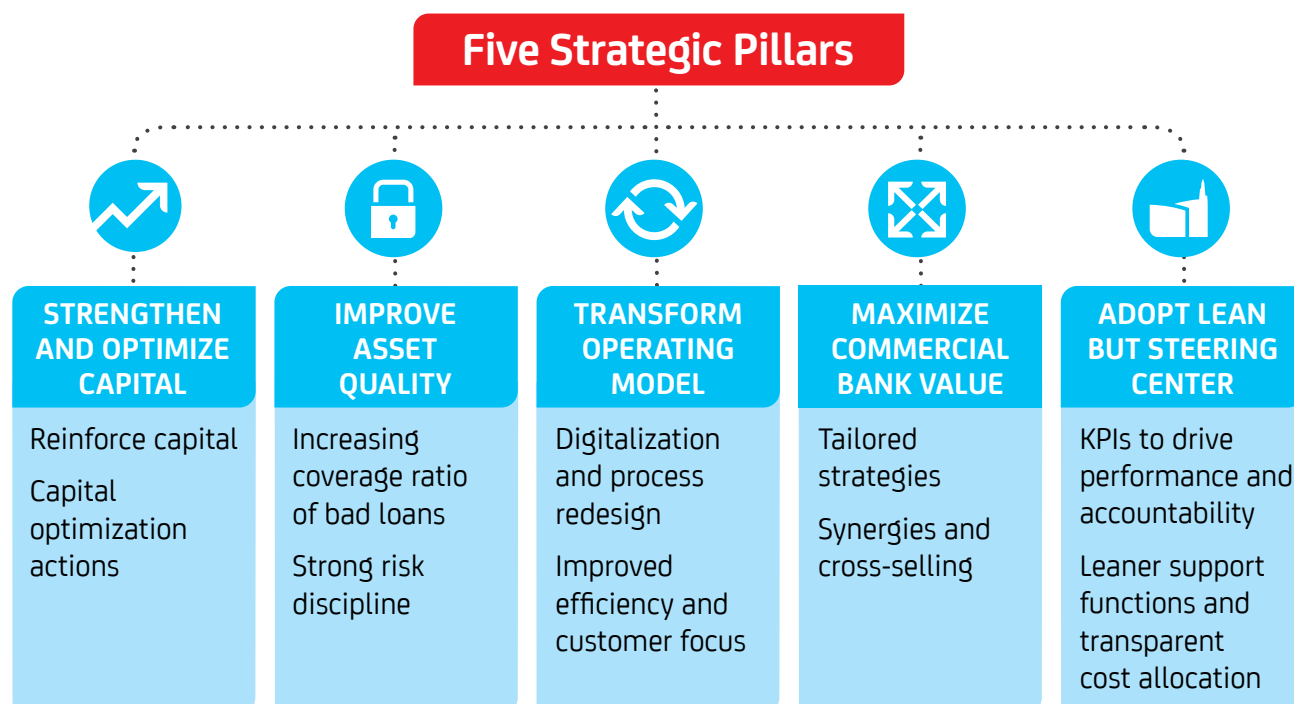 Five Strategic Pillars
STRENGTHEN
AND OPTIMIZE
CAPITAL
Reinforce capital
Capital
optimization
actions
IMPROVE
ASSET
QUALITY
Increasing
coverage ratio
of bad loans
Strong risk
discipline
TRANSFORM
OPERATING
MODEL
Digitalization
and process
redesign
Improved
efficiency and
customer focus
MAXIMIZE
COMMERCIAL
BANK VALUE
Tailored
strategies
Synergies and
cross-selling
ADOPT LEAN
BUT STEERING
CENTER
KPIs to drive
performance and
accountability
Leaner support
functions and
transparent
cost allocation